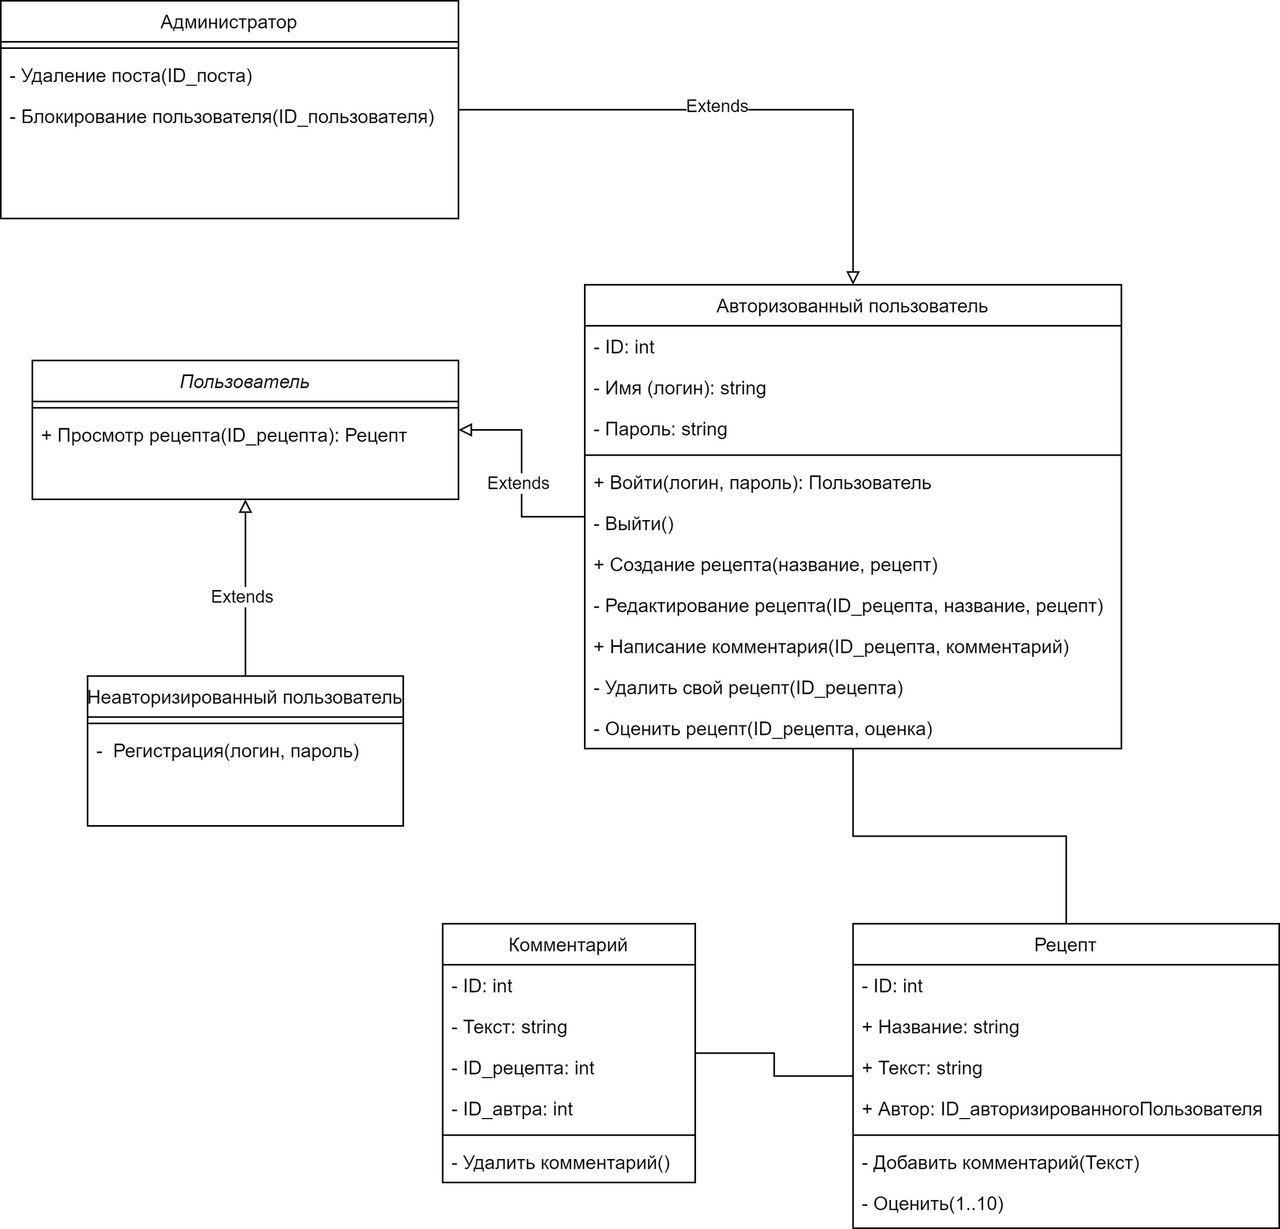 Администратор
- Удаление поста(ID_поста)
- Блокирование пользователя(ID_пользователя)
Extends
Авторизованный пользователь
- ID: int
- Имя (логин): string
- Пароль: string
+ Войти(логин, пароль): Пользователь
- Выйти()
+ Создание рецепта(название, рецепт)
- Редактирование рецепта(ID_рецепта, название, рецепт)
+ Написание комментария(ID_рецепта, комментарий)
- Удалить свой рецепт(ID_рецепта)
- Оценить рецепт(ID_рецепта, оценка)
Пользователь
+ Просмотр рецепта(ID_рецепта): Рецепт
Extends
Extends
Неавторизированный пользователь
- Регистрация(логин, пароль)
Комментарий
- ID: int
- Текст: string
- ID_рецепта: int
- ID_автра: int
- Удалить комментарий()
Рецепт
- ID: int
+ Название: string
+ Текст: string
+ Автор: ID_авторизированногоПользователя
- Добавить комментарий(Текст)
- Оценить(1..10)